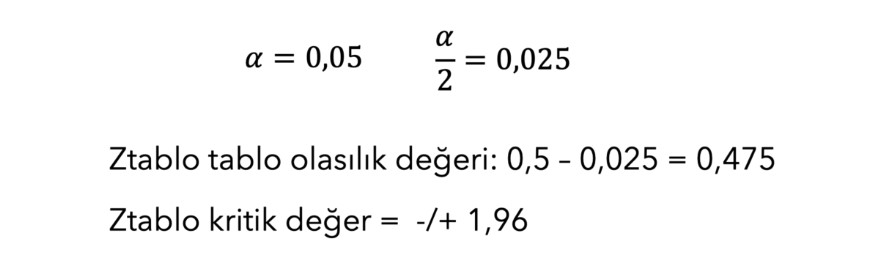 α = 0,05 α/2 = 0,025
Ztablo tablo olasılık değeri: 0,5 – 0,025 = 0,475
Ztablo kritik değer = -/+ 1,96